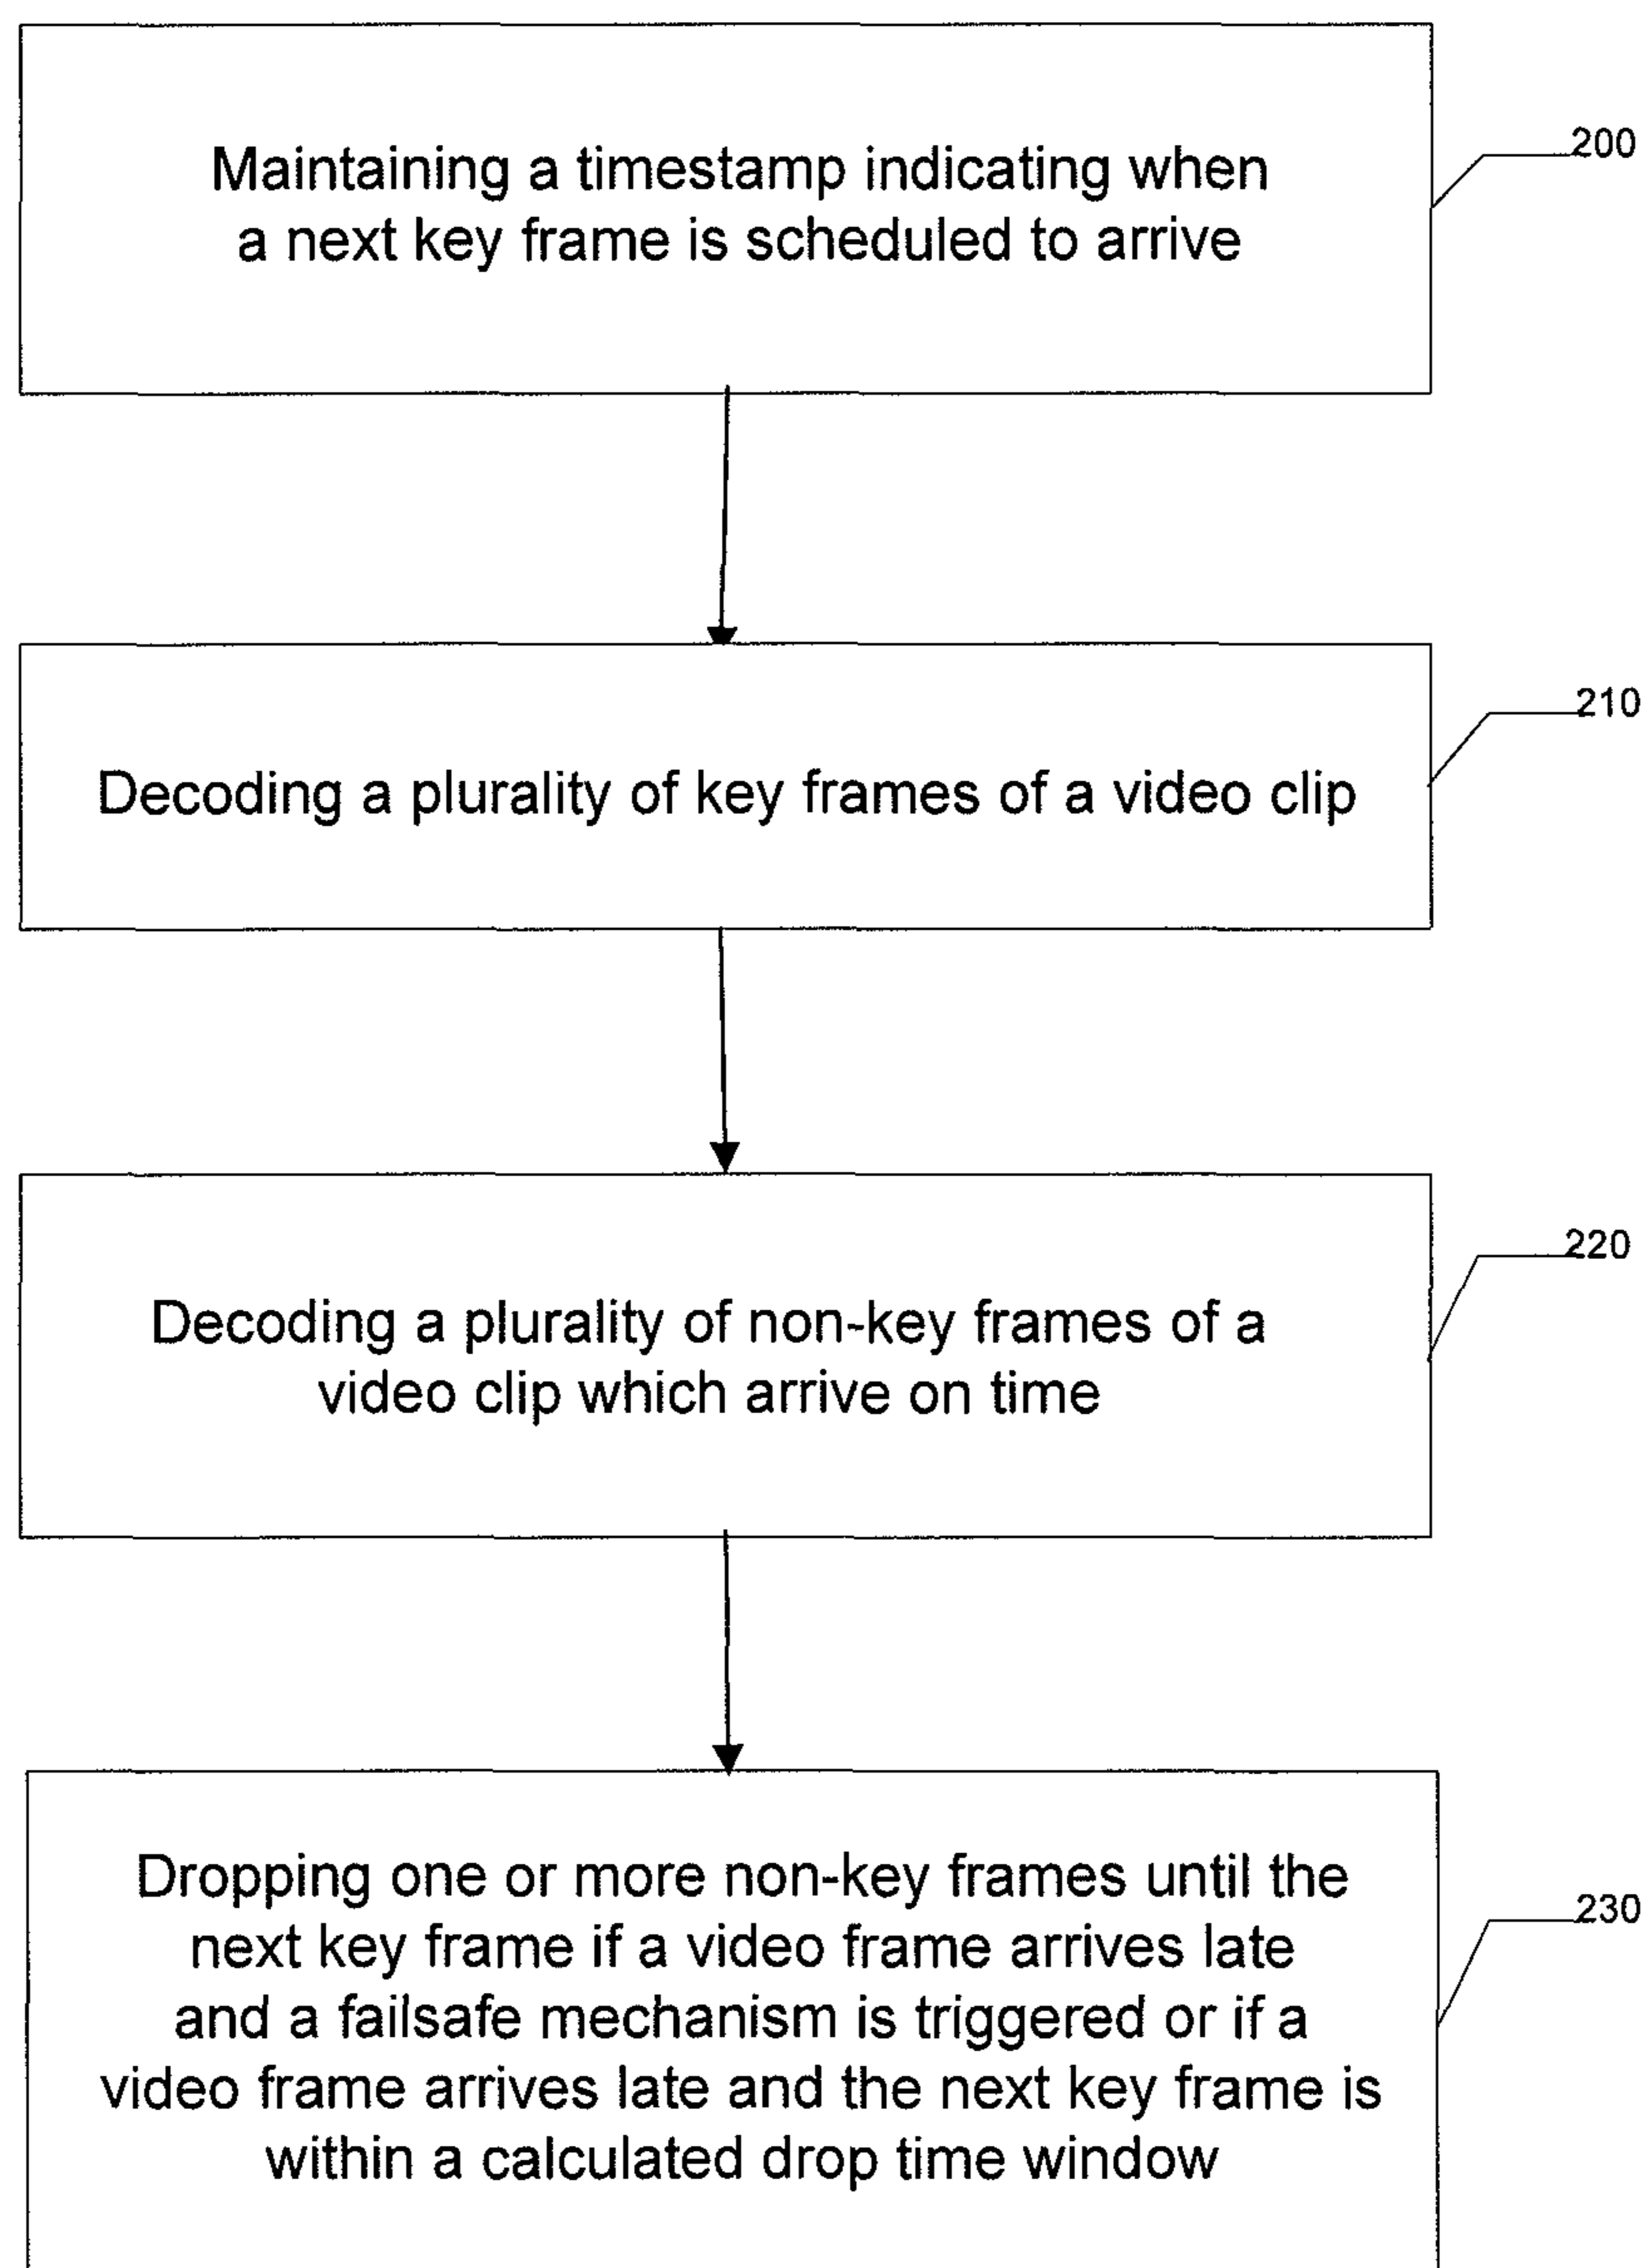 Maintaining a timestamp indicating when
a next key frame is scheduled to arrive
200
Decoding a plurality of key frames of a video clip
210
Decoding a plurality of non-key frames of a
video clip which arrive on time
220
Dropping one or more non-key frames until the
next key frame if a video frame arrives late
and a failsafe mechanism is triggered or if a
video frame arrives late and the next key frame is
within a calculated drop time window
230